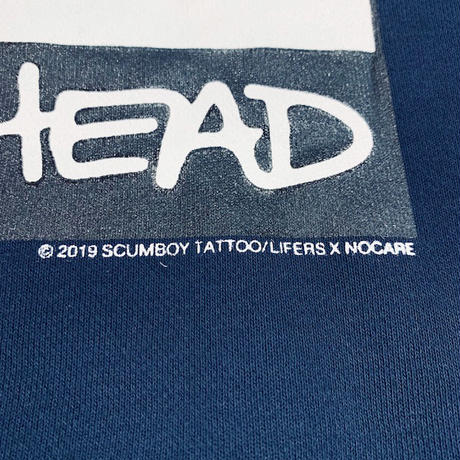 HEAD
© 2019 SCUMBOY TATTOO/LIFERS X NOCARE